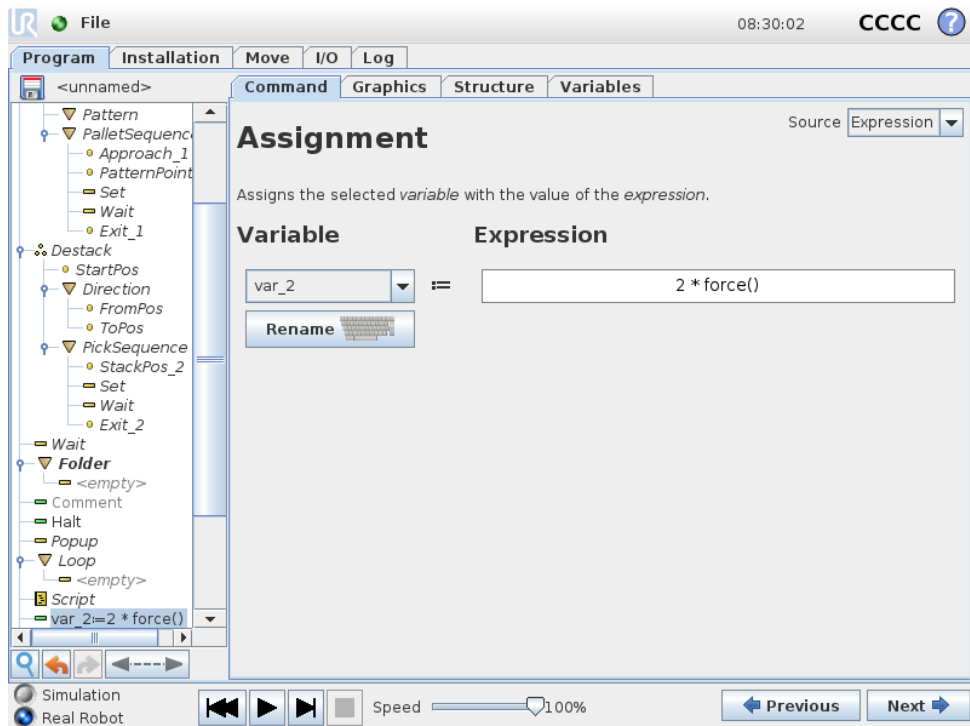 UR File 08:30:02 CCCC ?
Program Installation Move I/O Log
<unnamed>
Command Graphics Structure Variables
Pattern
PalletSequenc
Approach_1
PatternPoint
Set
Wait
Exit_1
Destack
StartPos
Direction
FromPos
ToPos
PickSequence
StackPos_2
Set
Wait
Exit_2
Wait
Folder
<empty>
Comment
Halt
Popup
Loop
<empty>
Script
var_2:=2 * force()
Assignment
Source Expression
Assigns the selected variable with the value of the expression.
Variable Expression
var_2 := 2 * force()
Rename
Simulation
Real Robot
Speed 100%
Previous Next